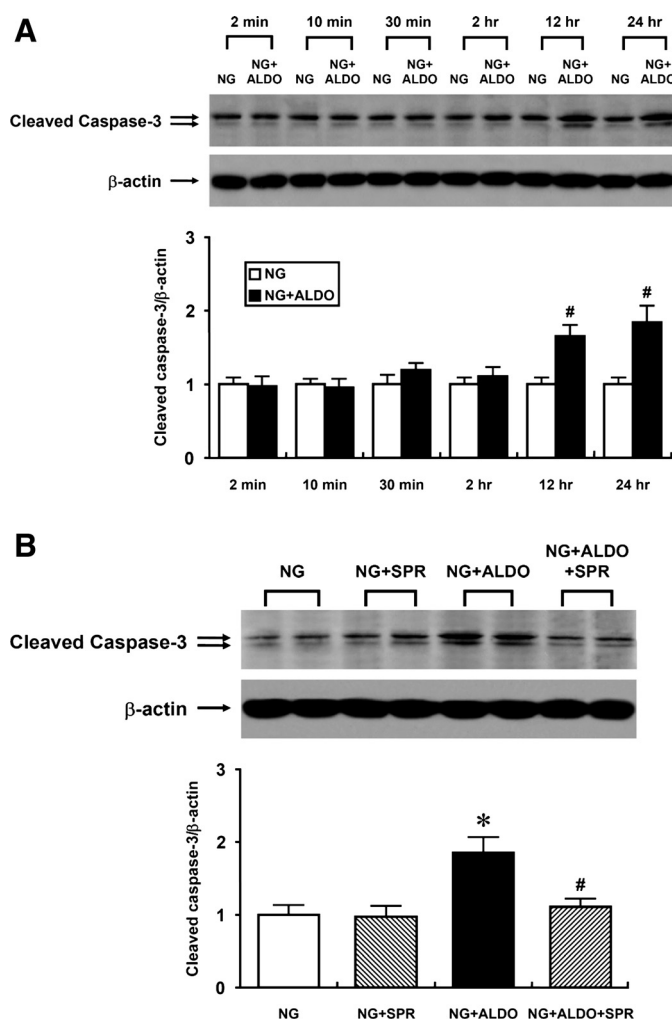 A
2 min 10 min 30 min 2 hr 12 hr 24 hr
NG NG+ ALDO NG NG+ ALDO NG NG+ ALDO NG NG+ ALDO NG NG+ ALDO NG NG+ ALDO
Cleaved Caspase-3
β-actin
Cleaved caspase-3/β-actin
3
2
1
0
NG
NG+ALDO
#
#
2 min 10 min 30 min 2 hr 12 hr 24 hr
B
NG NG+SPR NG+ALDO NG+ALDO
+SPR
Cleaved Caspase-3
β-actin
Cleaved caspase-3/β-actin
3
2
1
0
*
#
NG NG+SPR NG+ALDO NG+ALDO+SPR